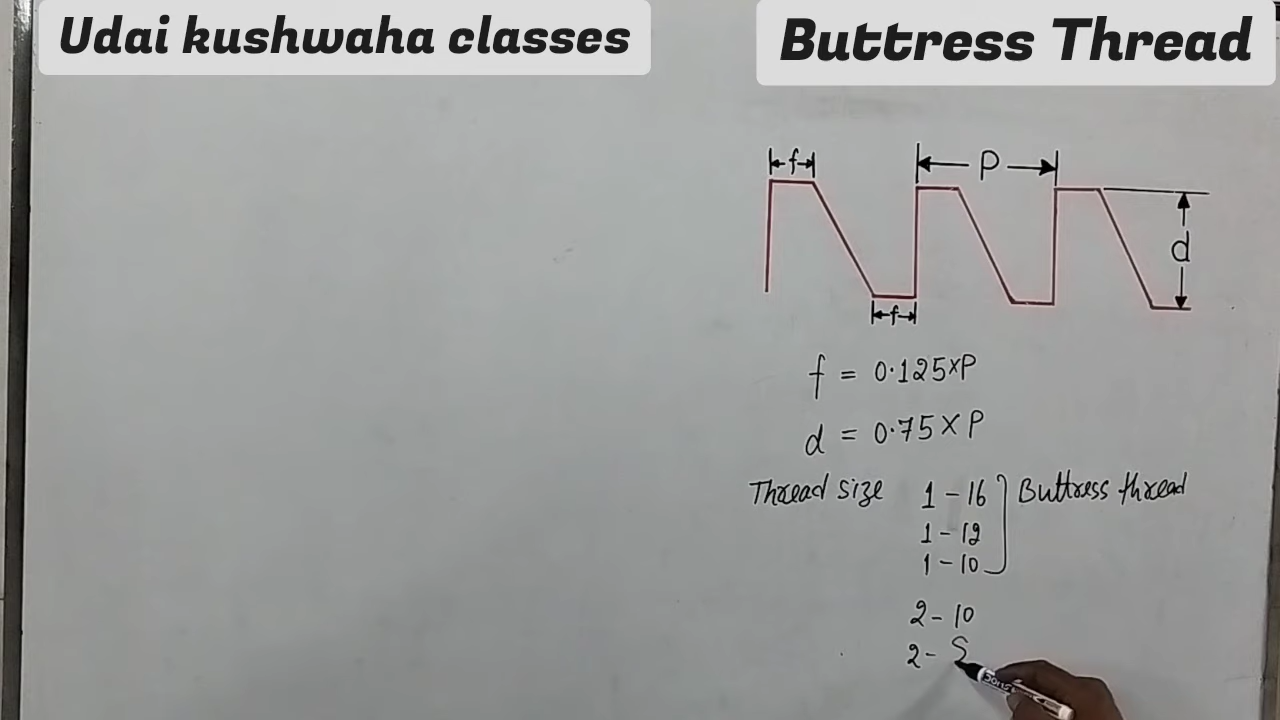 Udai kushwaha classes
Buttress Thread
f
P
d
f
f = 0.125×P
d = 0.75×P
Thread size 1-16 Buttress thread
1-12
1-10
2-10
2-